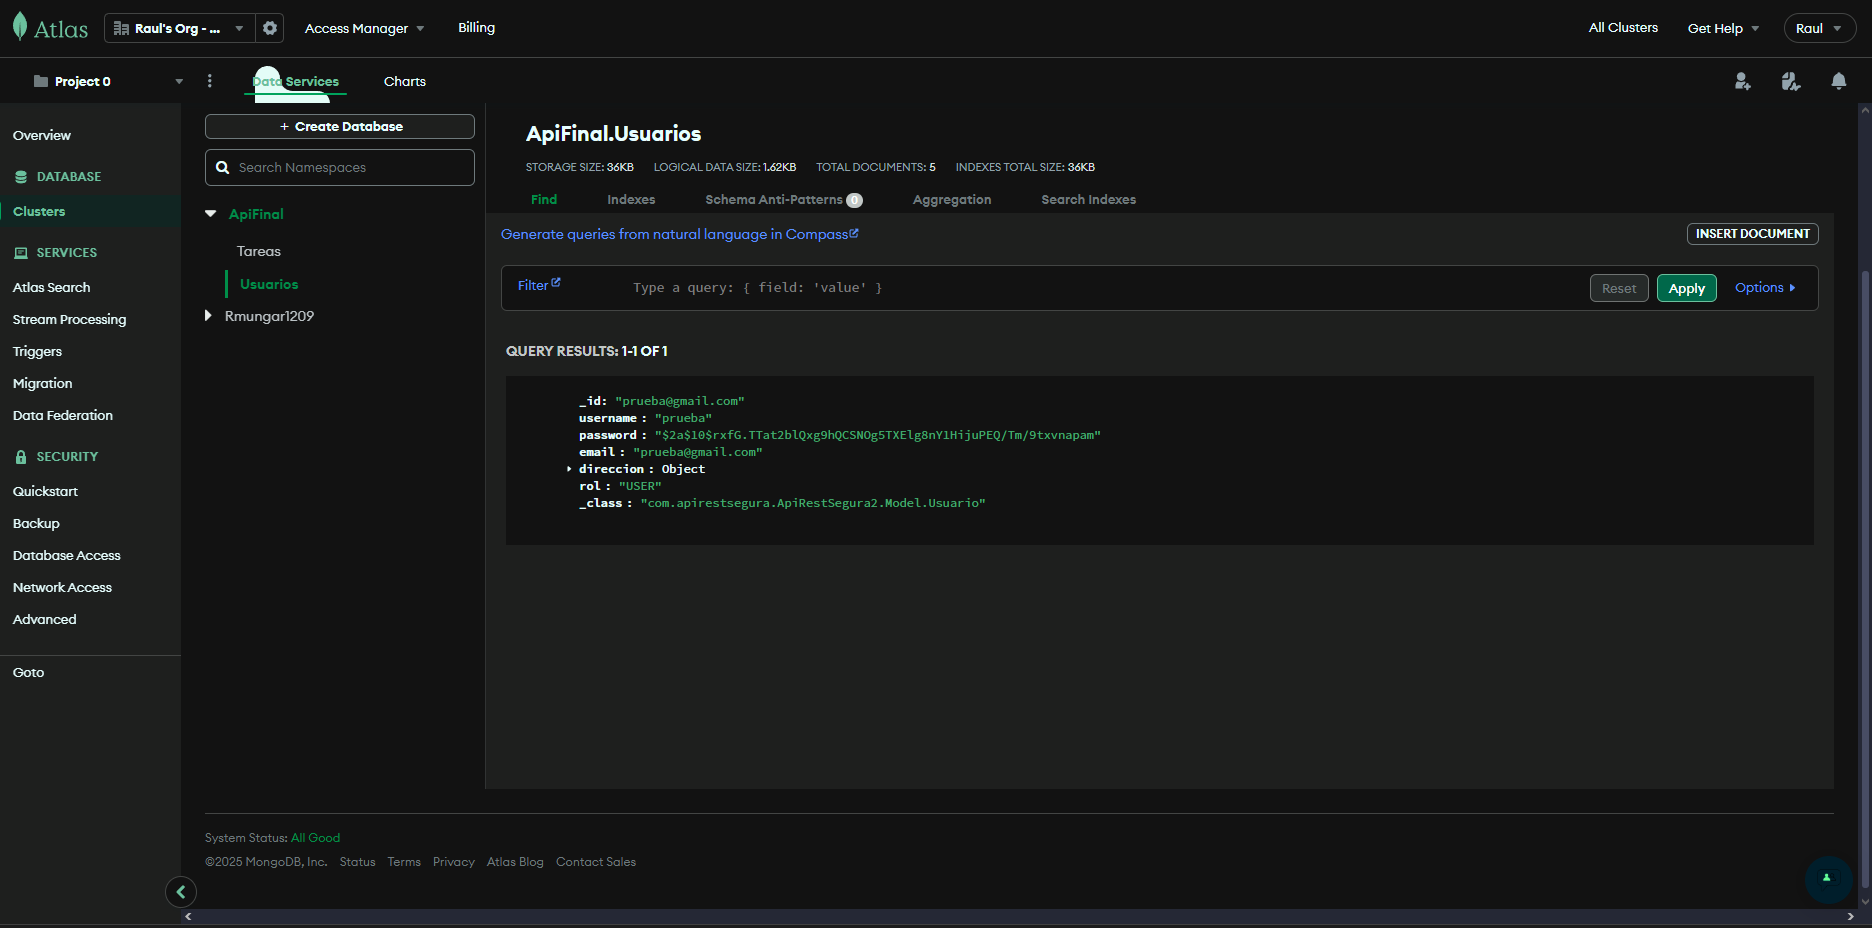 Atlas
Raul's Org - ...
Access Manager
Billing
All Clusters
Get Help
Raul
Project 0
Data Services
Charts
Overview
DATABASE
Clusters
SERVICES
Atlas Search
Stream Processing
Triggers
Migration
Data Federation
SECURITY
Quickstart
Backup
Database Access
Network Access
Advanced
Goto
+ Create Database
Search Namespaces
ApiFinal
Tareas
Usuarios
Rmungar1209
ApiFinal.Usuarios
STORAGE SIZE: 36KB LOGICAL DATA SIZE: 1.62KB TOTAL DOCUMENTS: 5 INDEXES TOTAL SIZE: 36KB
Find Indexes Schema Anti-Patterns 0 Aggregation Search Indexes
Generate queries from natural language in Compass
INSERT DOCUMENT
Filter
Type a query: { field: 'value' }
Reset
Apply
Options
QUERY RESULTS: 1-1 OF 1
_id: "prueba@gmail.com"
username : "prueba"
password : "$2a$10$rxfG.TTat2blQxg9hQCSNOg5TXElg8nY1HijuPEQ/Tm/9txvnapam"
email : "prueba@gmail.com"
direccion : Object
rol : "USER"
_class : "com.apirestsegura.ApiRestSegura2.Model.Usuario"
System Status: All Good
©2025 MongoDB, Inc. Status Terms Privacy Atlas Blog Contact Sales